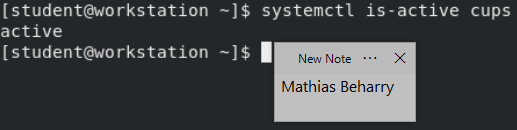 [student@workstation ~]$ systemctl is-active cups
active
[student@workstation ~]$
New Note
Mathias Beharry